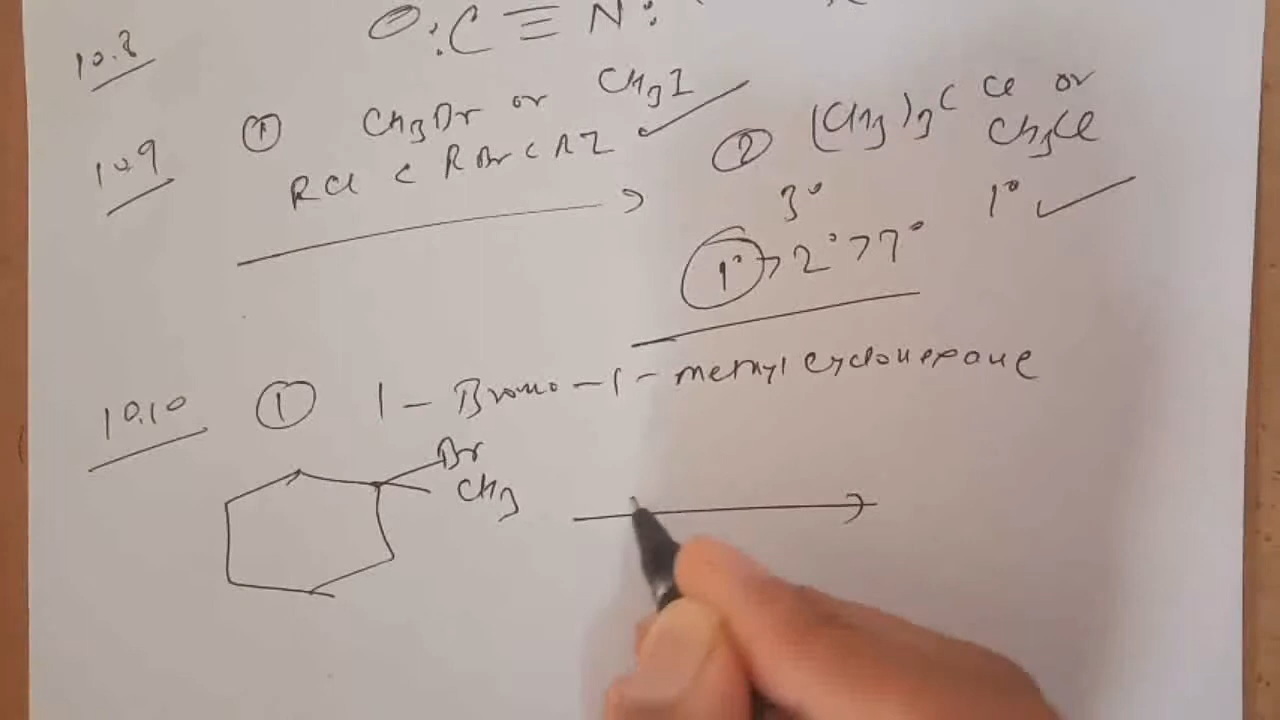 10.8
⊖:C≡N:
10.9 ① CH3Br or CH3I
RCl < RBr < RI
② (CH3)3C Cl or
CH3Cl
3° 1°
1° > 2° > 3°
10.10 ① 1-Bromo-1-methylcyclohexane
Br
CH3